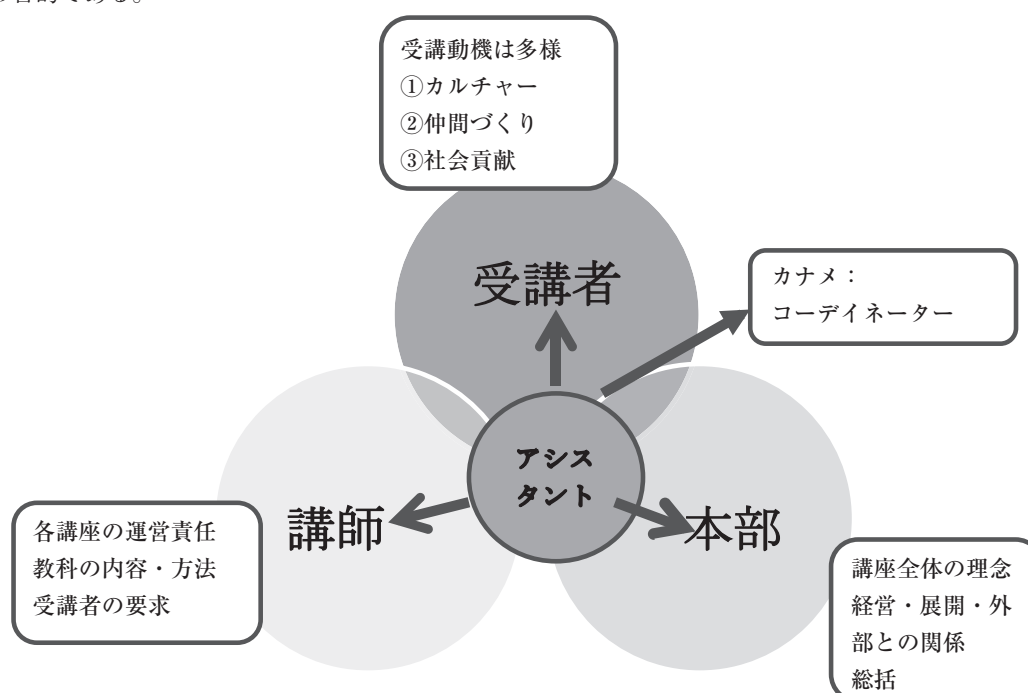 の目的である。
受講動機は多様
①カルチャー
②仲間づくり
③社会貢献
受講者
カナメ：
コーデイネーター
アシス
タント
講師
本部
各講座の運営責任
教科の内容・方法
受講者の要求
講座全体の理念
経営・展開・外
部との関係
総括